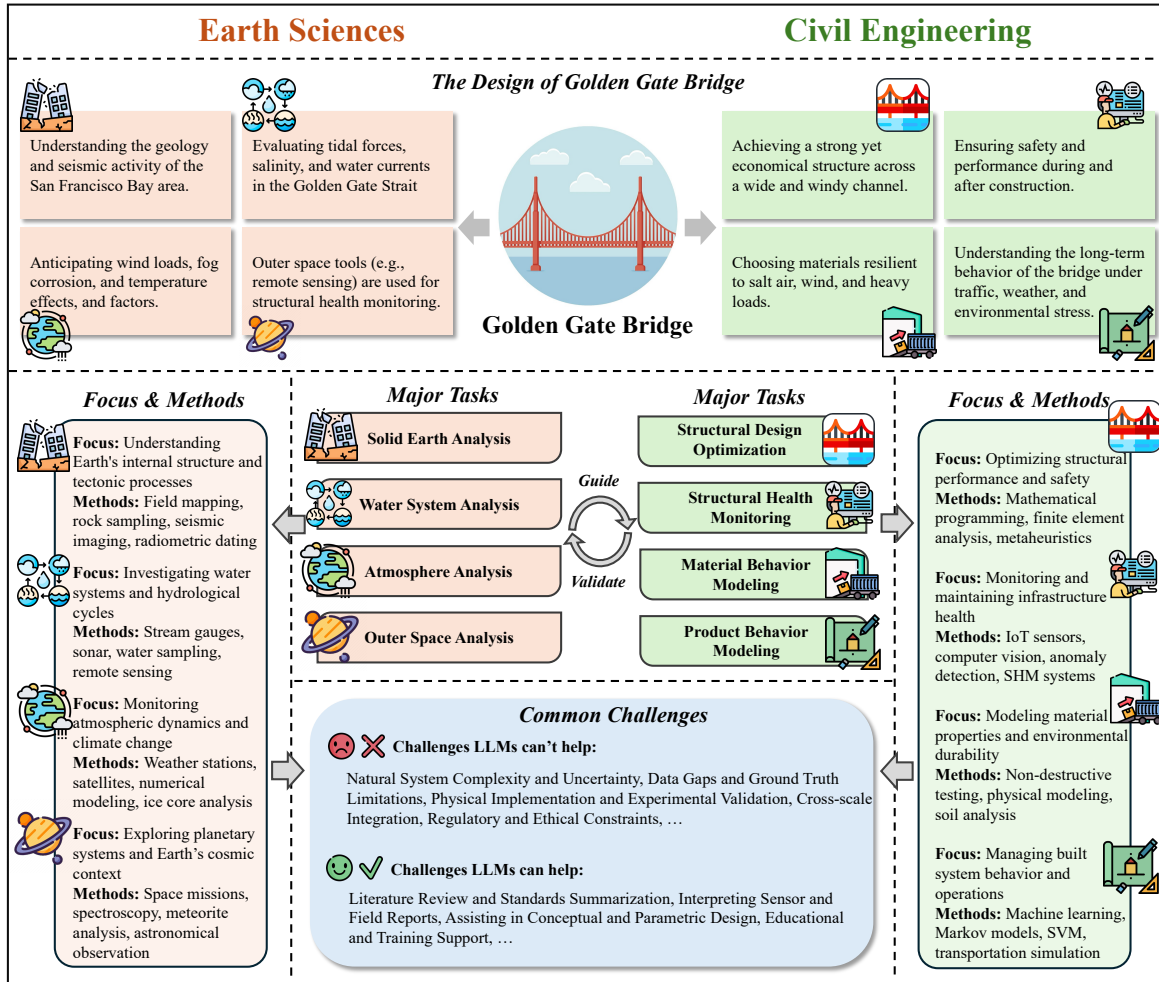 Earth Sciences
Civil Engineering
The Design of Golden Gate Bridge
Understanding the geology
and seismic activity of the
San Francisco Bay area.
Evaluating tidal forces,
salinity, and water currents
in the Golden Gate Strait
Anticipating wind loads, fog
corrosion, and temperature
effects, and factors.
Outer space tools (e.g.,
remote sensing) are used for
structural health monitoring.
Golden Gate Bridge
Achieving a strong yet
economical structure across
a wide and windy channel.
Ensuring safety and
performance during and
after construction.
Choosing materials resilient
to salt air, wind, and heavy
loads.
Understanding the long-term
behavior of the bridge under
traffic, weather, and
environmental stress.
Focus & Methods
Focus: Understanding
Earth's internal structure and
tectonic processes
Methods: Field mapping,
rock sampling, seismic
imaging, radiometric dating
Focus: Investigating water
systems and hydrological
cycles
Methods: Stream gauges,
sonar, water sampling,
remote sensing
Focus: Monitoring
atmospheric dynamics and
climate change
Methods: Weather stations,
satellites, numerical
modeling, ice core analysis
Focus: Exploring planetary
systems and Earth's cosmic
context
Methods: Space missions,
spectroscopy, meteorite
analysis, astronomical
observation
Major Tasks
Solid Earth Analysis
Water System Analysis
Atmosphere Analysis
Outer Space Analysis
Guide
Validate
Major Tasks
Structural Design
Optimization
Structural Health
Monitoring
Material Behavior
Modeling
Product Behavior
Modeling
Common Challenges
Challenges LLMs can't help:
Natural System Complexity and Uncertainty, Data Gaps and Ground Truth
Limitations, Physical Implementation and Experimental Validation, Cross-scale
Integration, Regulatory and Ethical Constraints, …
Challenges LLMs can help:
Literature Review and Standards Summarization, Interpreting Sensor and
Field Reports, Assisting in Conceptual and Parametric Design, Educational
and Training Support, …
Focus & Methods
Focus: Optimizing structural
performance and safety
Methods: Mathematical
programming, finite element
analysis, metaheuristics
Focus: Monitoring and
maintaining infrastructure
health
Methods: IoT sensors,
computer vision, anomaly
detection, SHM systems
Focus: Modeling material
properties and environmental
durability
Methods: Non-destructive
testing, physical modeling,
soil analysis
Focus: Managing built
system behavior and
operations
Methods: Machine learning,
Markov models, SVM,
transportation simulation